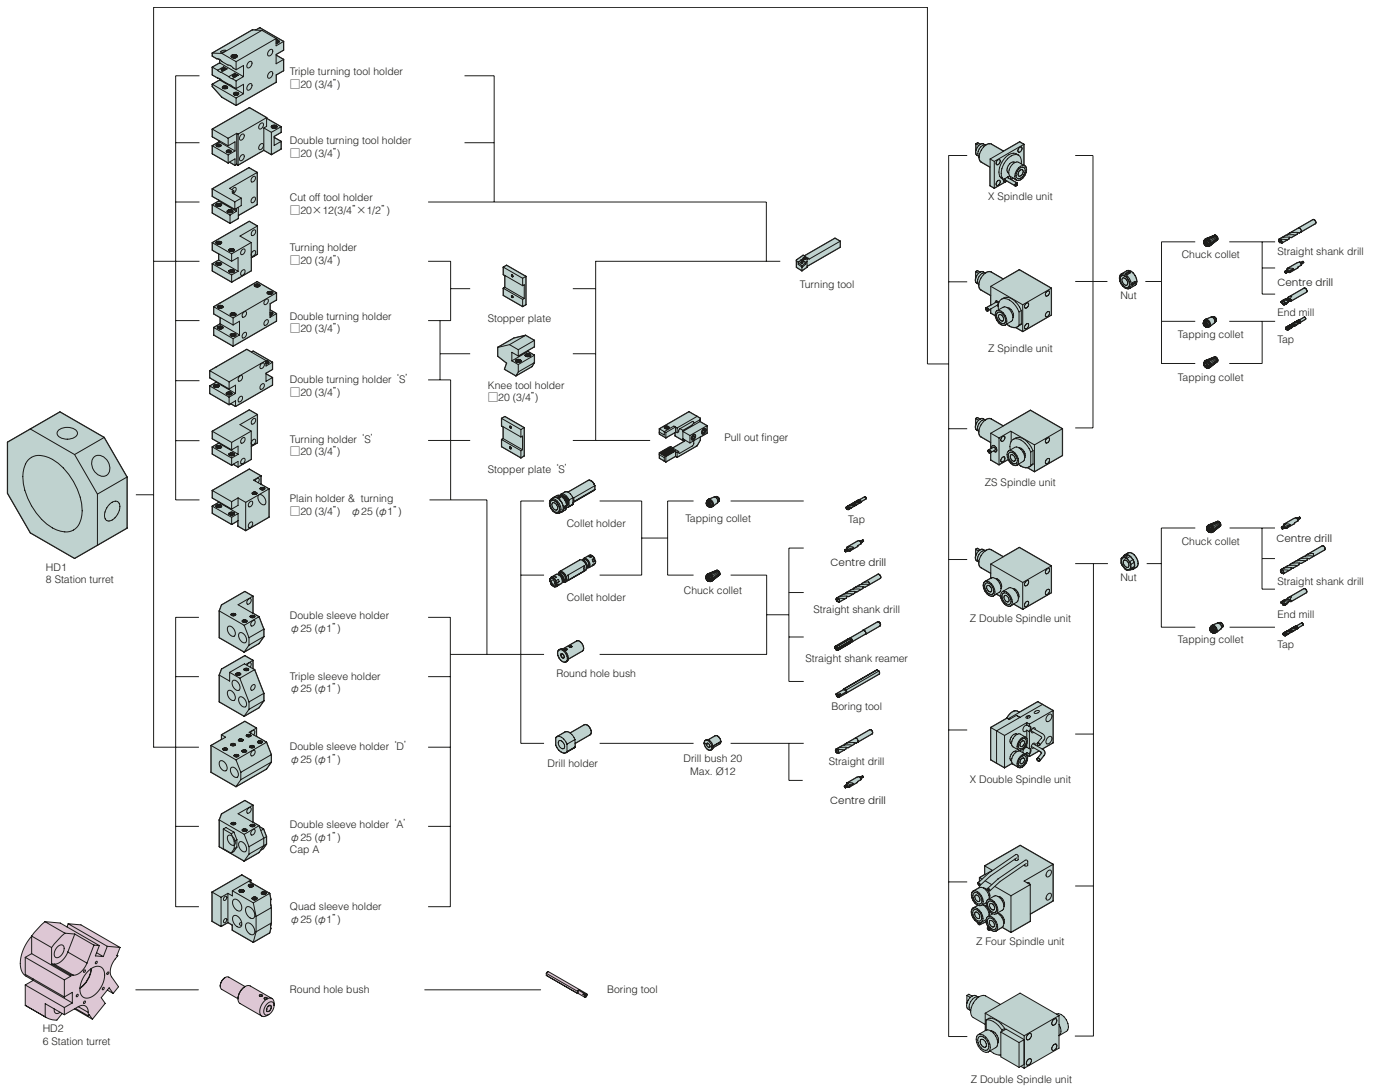 Triple turning tool holder
□20 (3/4˝)
Double turning tool holder
□20 (3/4˝)
Cut off tool holder
□20×12(3/4˝×1/2˝)
Turning holder
□20 (3/4˝)
Double turning holder
□20 (3/4˝)
Double turning holder ‘S’
□20 (3/4˝)
Turning holder ‘S’
□20 (3/4˝)
Plain holder & turning
□20 (3/4˝) φ25 (φ1˝)
HD1
8 Station turret
Double sleeve holder
φ25 (φ1˝)
Triple sleeve holder
φ25 (φ1˝)
Double sleeve holder ‘D’
φ25 (φ1˝)
Double sleeve holder ‘A’
φ25 (φ1˝)
Cap A
Quad sleeve holder
φ25 (φ1˝)
HD2
6 Station turret
Round hole bush
Boring tool
Stopper plate
Knee tool holder
□20 (3/4˝)
Stopper plate ‘S’
Turning tool
Pull out finger
Collet holder
Collet holder
Round hole bush
Drill holder
Tapping collet
Chuck collet
Drill bush 20
Max. Ø12
Tap
Centre drill
Straight shank drill
Straight shank reamer
Boring tool
Straight drill
Centre drill
X Spindle unit
Z Spindle unit
ZS Spindle unit
Z Double Spindle unit
X Double Spindle unit
Z Four Spindle unit
Z Double Spindle unit
Nut
Chuck collet
Tapping collet
Tapping collet
Straight shank drill
Centre drill
End mill
Tap
Nut
Chuck collet
Tapping collet
Centre drill
Straight shank drill
End mill
Tap